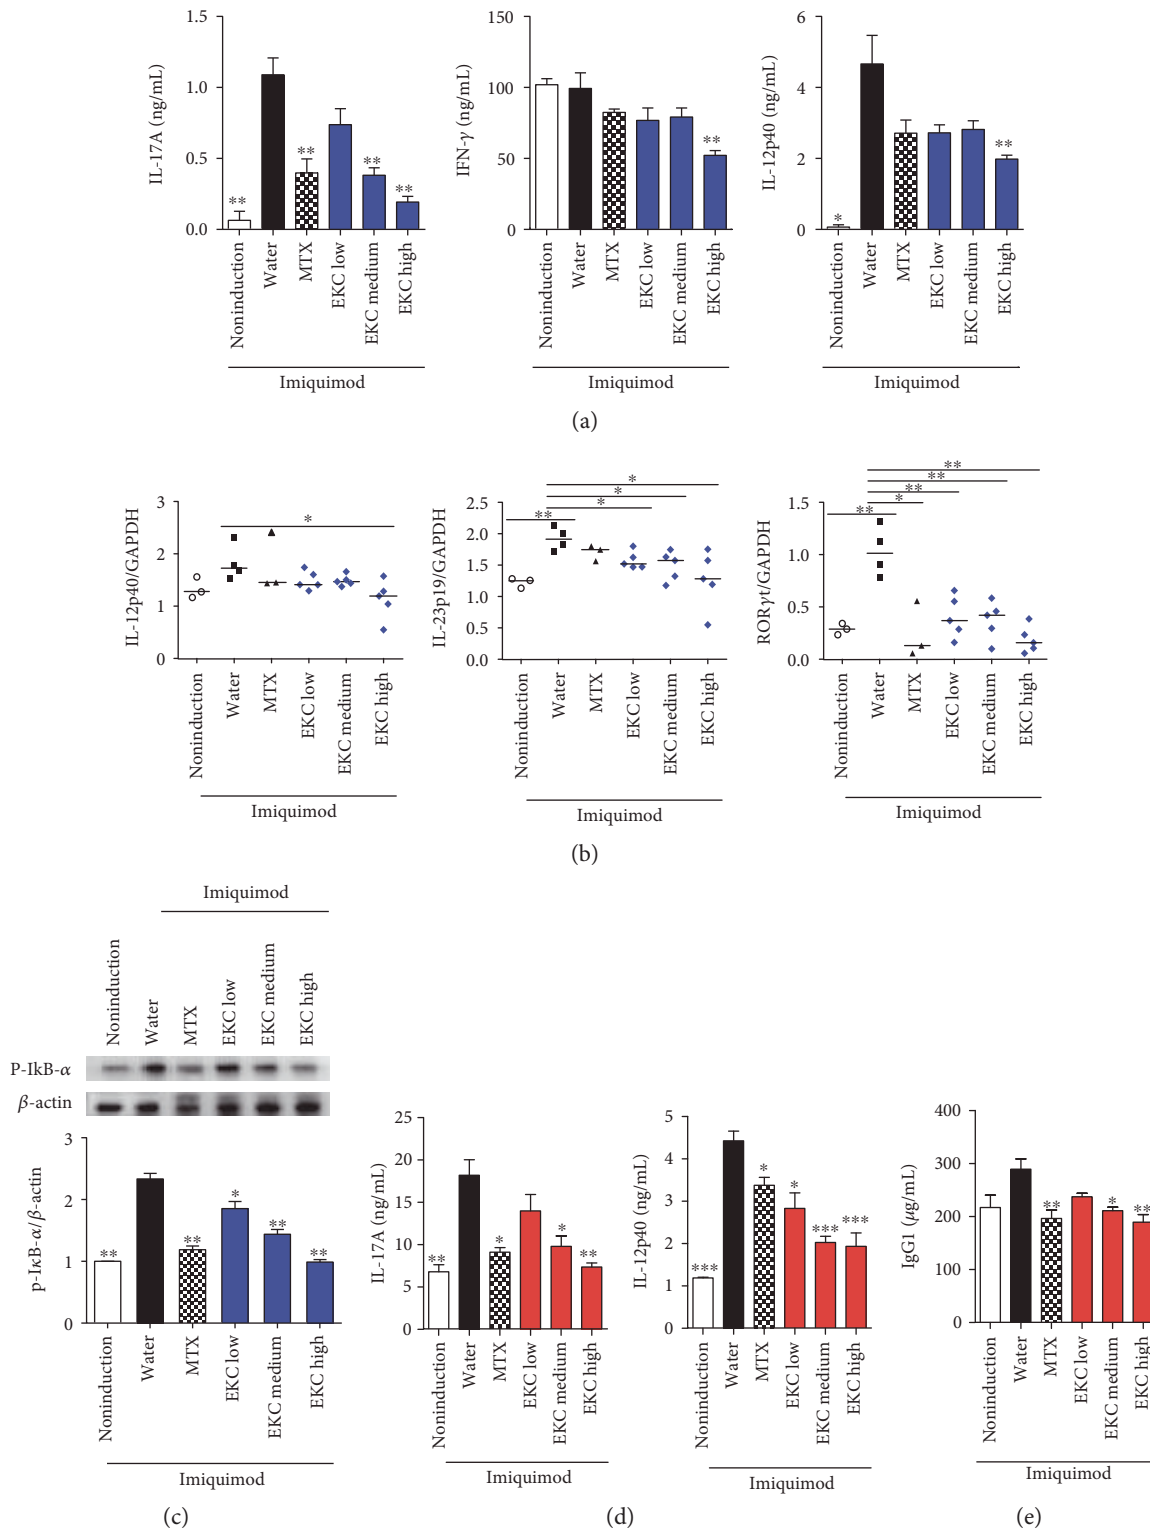 IL-17A (ng/mL)
1.5
1.0
0.5
0.0
**
**
**
**
Noninduction
Water
MTX
EKC low
EKC medium
EKC high
Imiquimod
IFN-γ (ng/mL)
150
100
50
0
**
Noninduction
Water
MTX
EKC low
EKC medium
EKC high
Imiquimod
IL-12p40 (ng/mL)
6
4
2
0
*
**
Noninduction
Water
MTX
EKC low
EKC medium
EKC high
Imiquimod
(a)
IL-12p40/GAPDH
3
2
1
0
*
Noninduction
Water
MTX
EKC low
EKC medium
EKC high
Imiquimod
IL-23p19/GAPDH
2.5
2.0
1.5
1.0
0.5
0.0
*
*
*
**
Noninduction
Water
MTX
EKC low
EKC medium
EKC high
Imiquimod
RORγt/GAPDH
1.5
1.0
0.5
0.0
**
**
**
*
**
Noninduction
Water
MTX
EKC low
EKC medium
EKC high
Imiquimod
(b)
Imiquimod
Noninduction
Water
MTX
EKC low
EKC medium
EKC high
P-IkB-α
β-actin
p-IκB-α/β-actin
3
2
1
0
**
**
*
**
**
Noninduction
Water
MTX
EKC low
EKC medium
EKC high
Imiquimod
(c)
IL-17A (ng/mL)
25
20
15
10
5
0
**
*
*
**
Noninduction
Water
MTX
EKC low
EKC medium
EKC high
Imiquimod
IL-12p40 (ng/mL)
5
4
3
2
1
0
***
*
*
***
***
Noninduction
Water
MTX
EKC low
EKC medium
EKC high
Imiquimod
(d)
IgG1 (μg/mL)
400
300
200
100
0
**
*
**
Noninduction
Water
MTX
EKC low
EKC medium
EKC high
Imiquimod
(e)